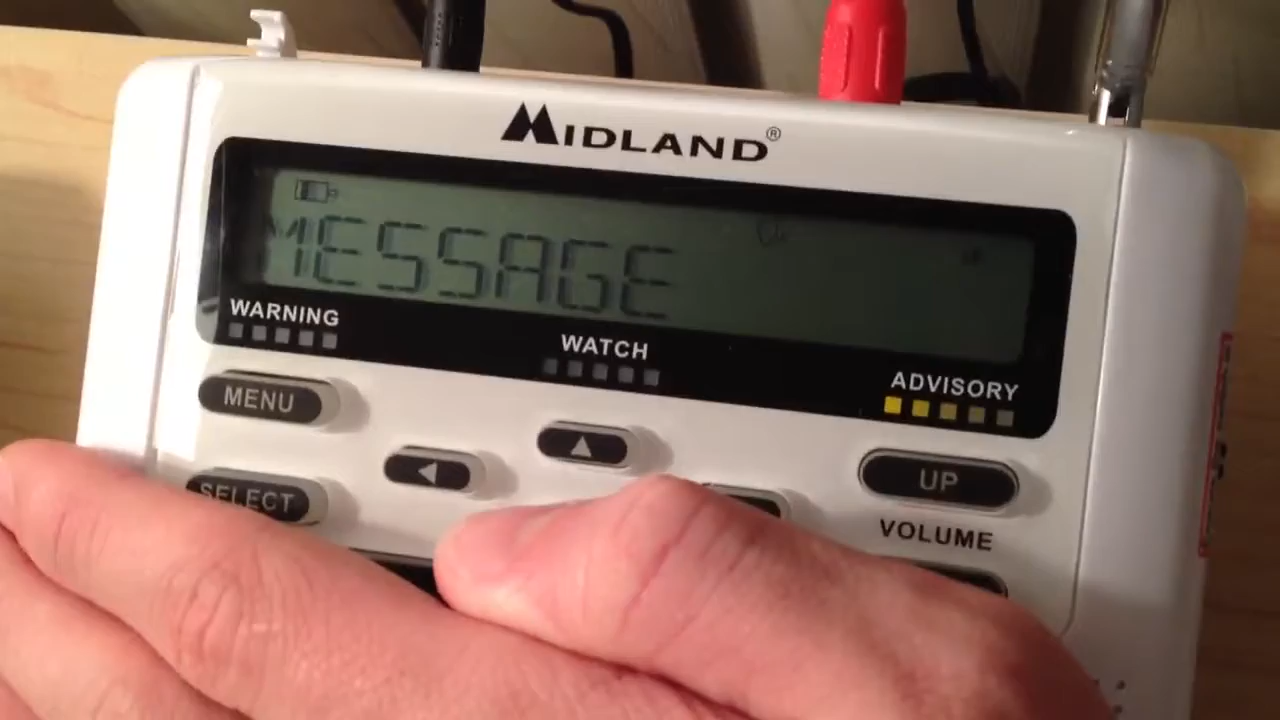 MIDLAND®
MESSAGE
WARNING
WATCH
ADVISORY
MENU
UP
SELECT
VOLUME